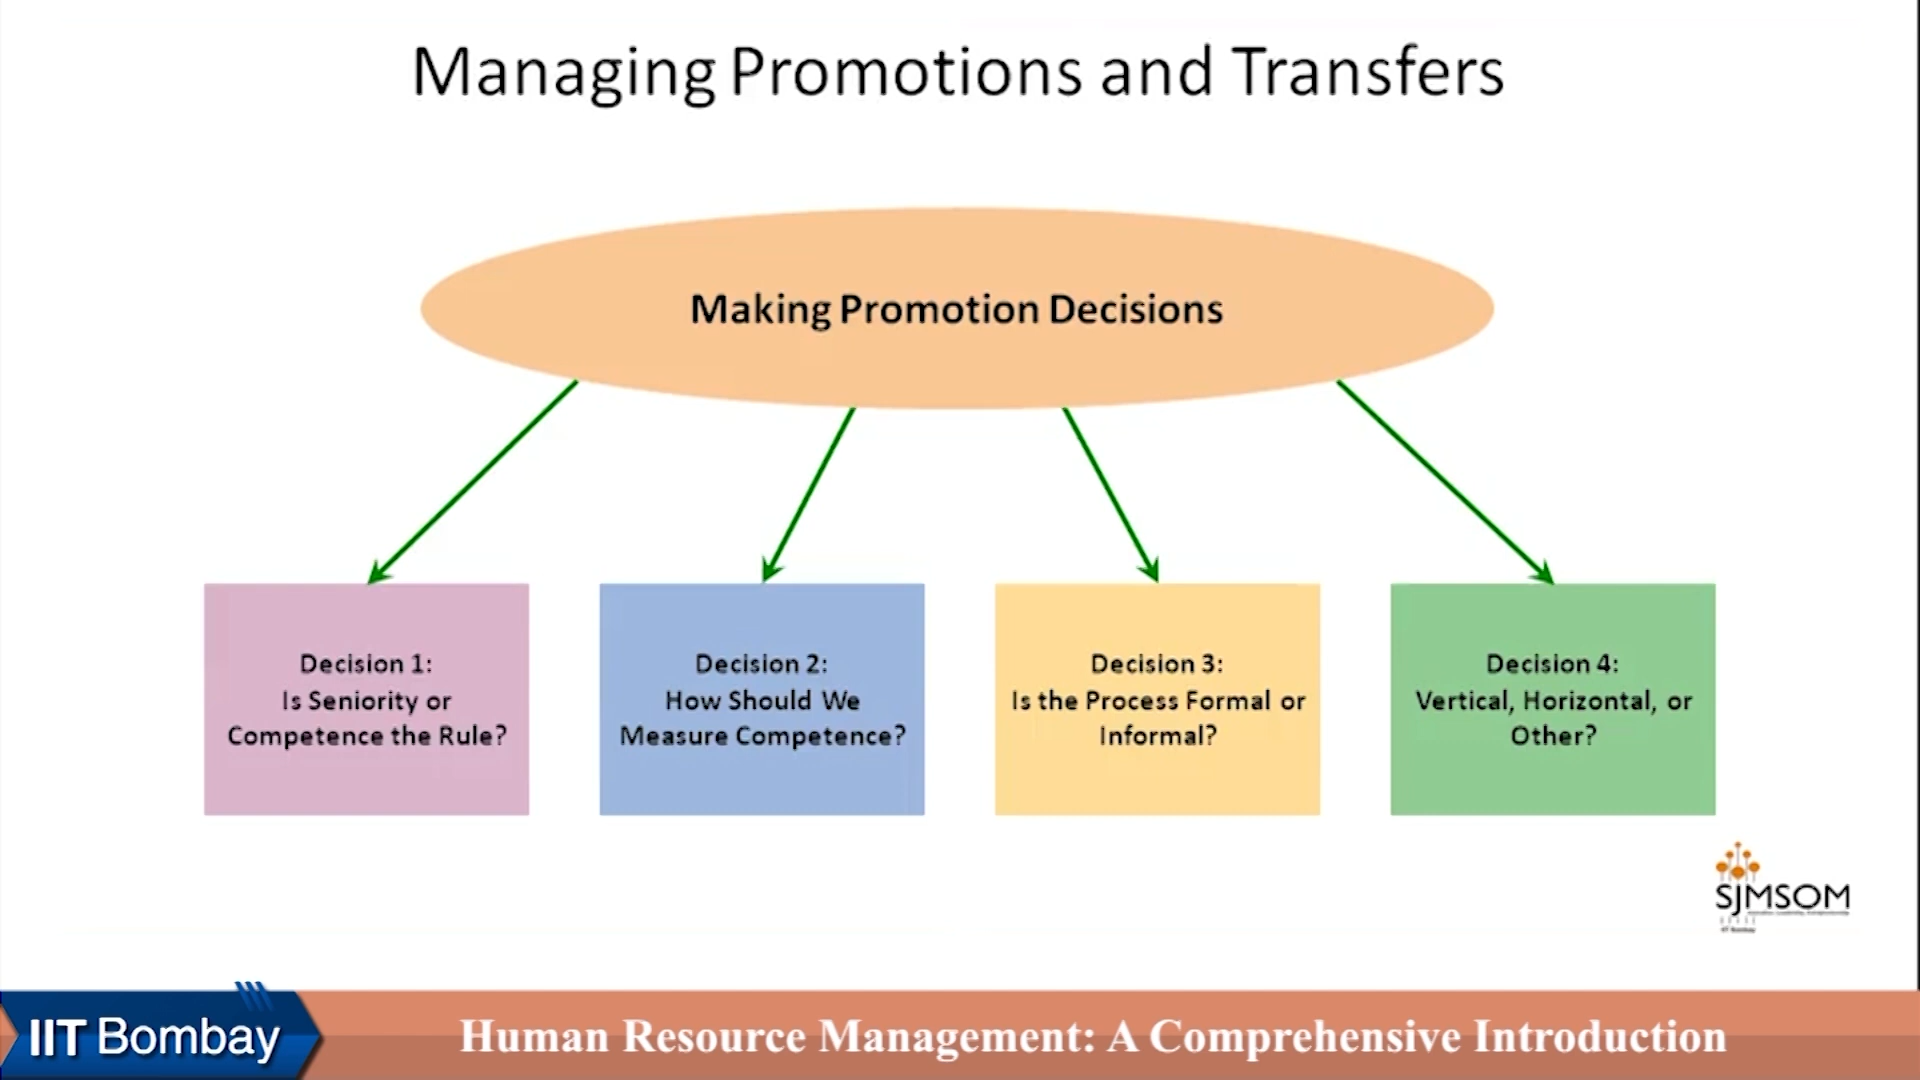 Managing Promotions and Transfers
Making Promotion Decisions
Decision 1:
Is Seniority or
Competence the Rule?
Decision 2:
How Should We
Measure Competence?
Decision 3:
Is the Process Formal or
Informal?
Decision 4:
Vertical, Horizontal, or
Other?
SJMSOM
IIT Bombay
IIT Bombay
Human Resource Management: A Comprehensive Introduction